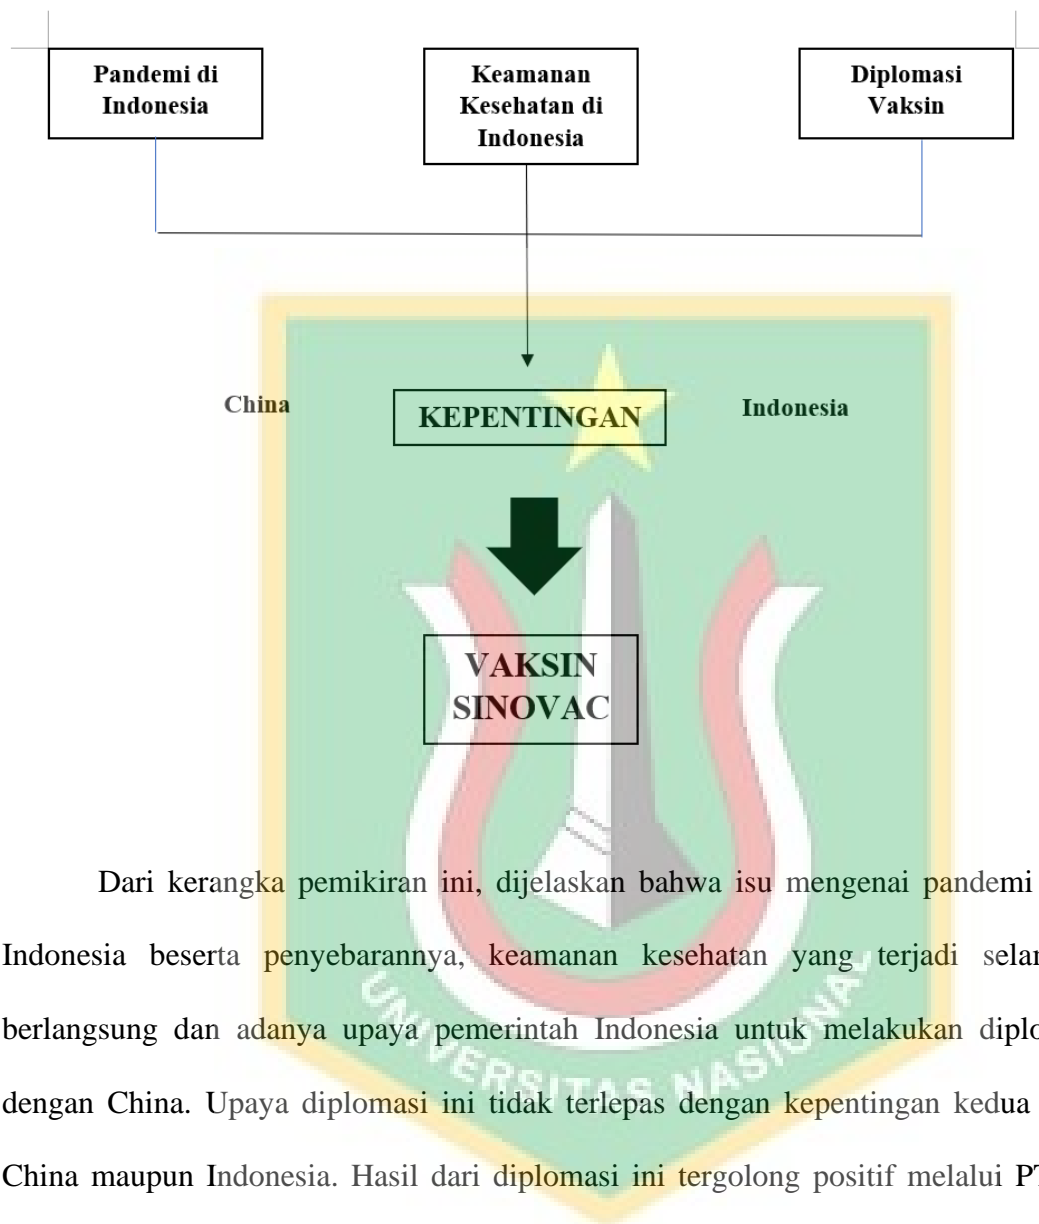 Pandemi di
Indonesia
Keamanan
Kesehatan di
Indonesia
Diplomasi
Vaksin
China
KEPENTINGAN
Indonesia
VAKSIN
SINOVAC
Dari kerangka pemikiran ini, dijelaskan bahwa isu mengenai pandemi
Indonesia beserta penyebarannya, keamanan kesehatan yang terjadi selar
berlangsung dan adanya upaya pemerintah Indonesia untuk melakukan diplo
dengan China. Upaya diplomasi ini tidak terlepas dengan kepentingan kedua
China maupun Indonesia. Hasil dari diplomasi ini tergolong positif melalui PT
UNIVERSITAS NASIONAL